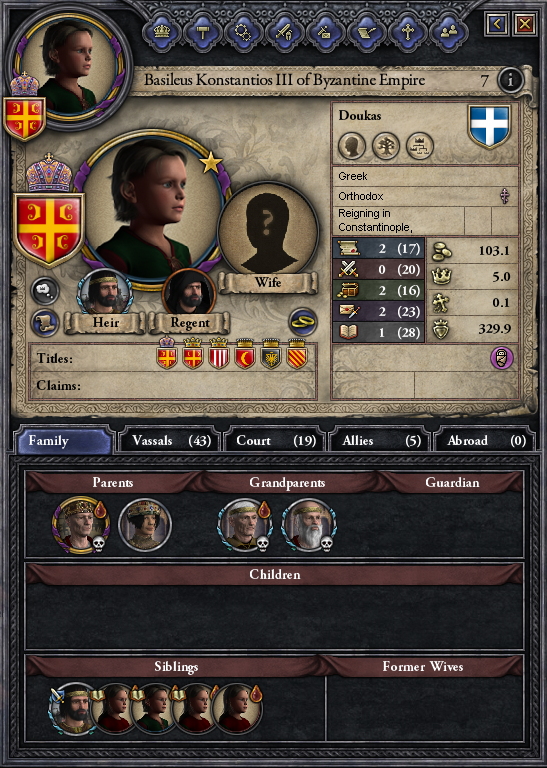 Basileus Konstantios III of Byzantine Empire 7
Doukas
Greek
Orthodox
Reigning in
Constantinople,
Wife
Heir
Regent
2 (17) 103.1
0 (20) 5.0
2 (16) 0.1
2 (23) 329.9
1 (28)
Titles:
Claims:
Family
Vassals (43)
Court (19)
Allies (5)
Abroad (0)
Parents
Grandparents
Guardian
Children
Siblings
Former Wives